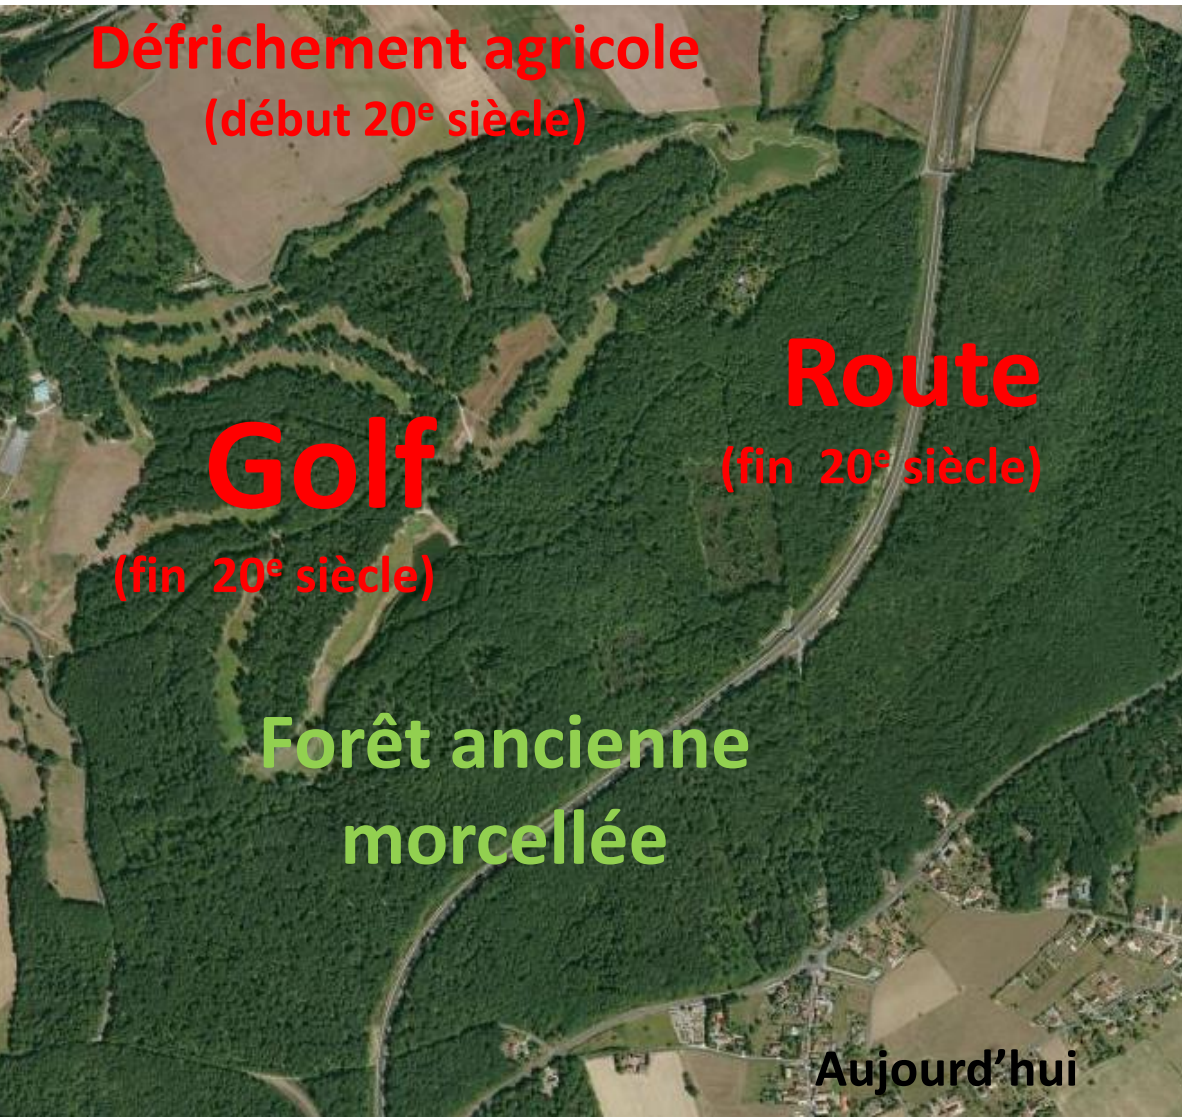 Défrichement agricole
(début 20e siècle)
Route
(fin 20e siècle)
Golf
(fin 20e siècle)
Forêt ancienne
morcellée
Aujourd’hui